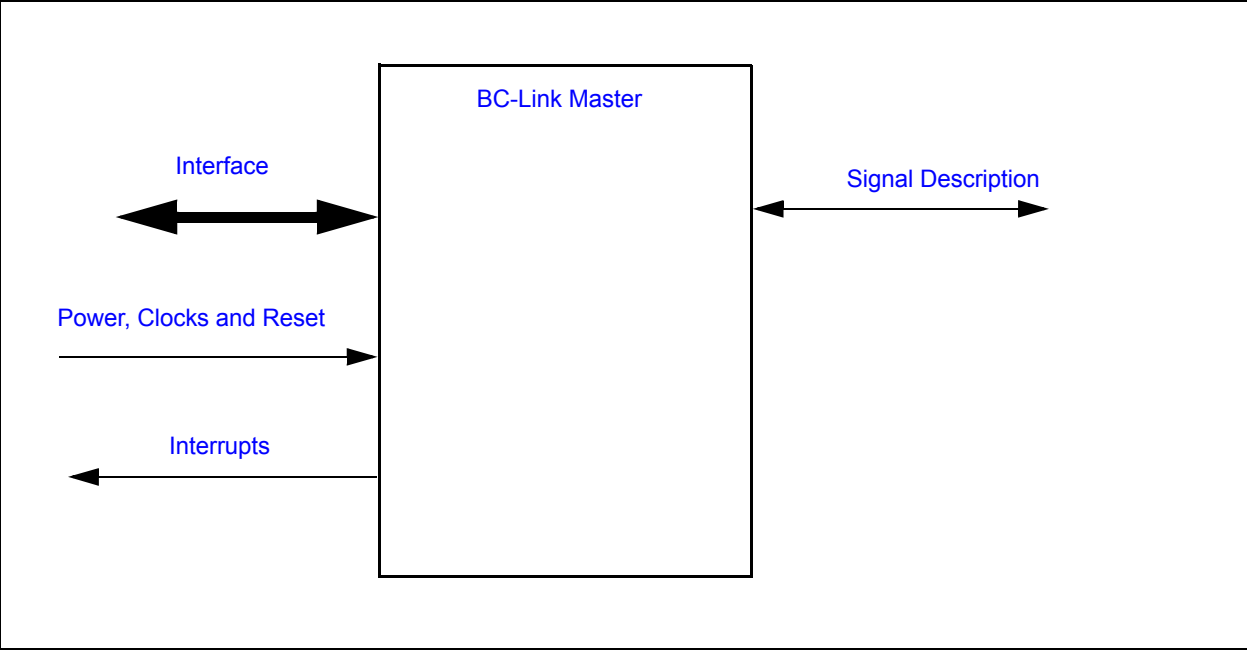 BC-Link Master
Interface
Signal Description
Power, Clocks and Reset
Interrupts